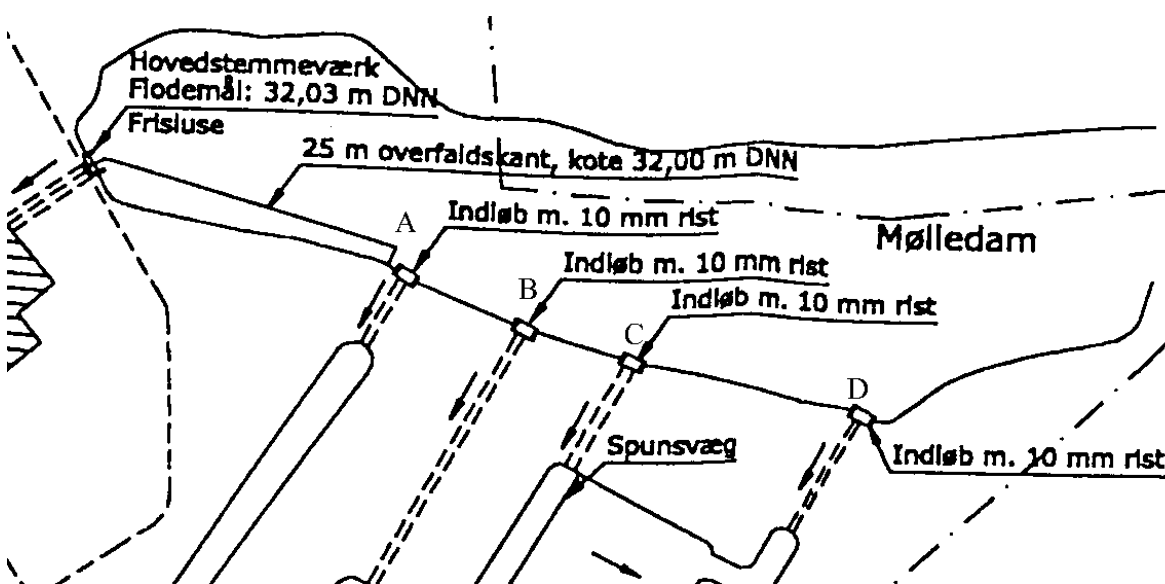 Hovedstemmeværk
Flodemål: 32,03 m DNN
Frisluse
25 m overfaldskant, kote 32,00 m DNN
A
Indløb m. 10 mm rist
Mølledam
B
Indløb m. 10 mm rist
C
Indløb m. 10 mm rist
D
Spunsvæg
Indløb m. 10 mm rist